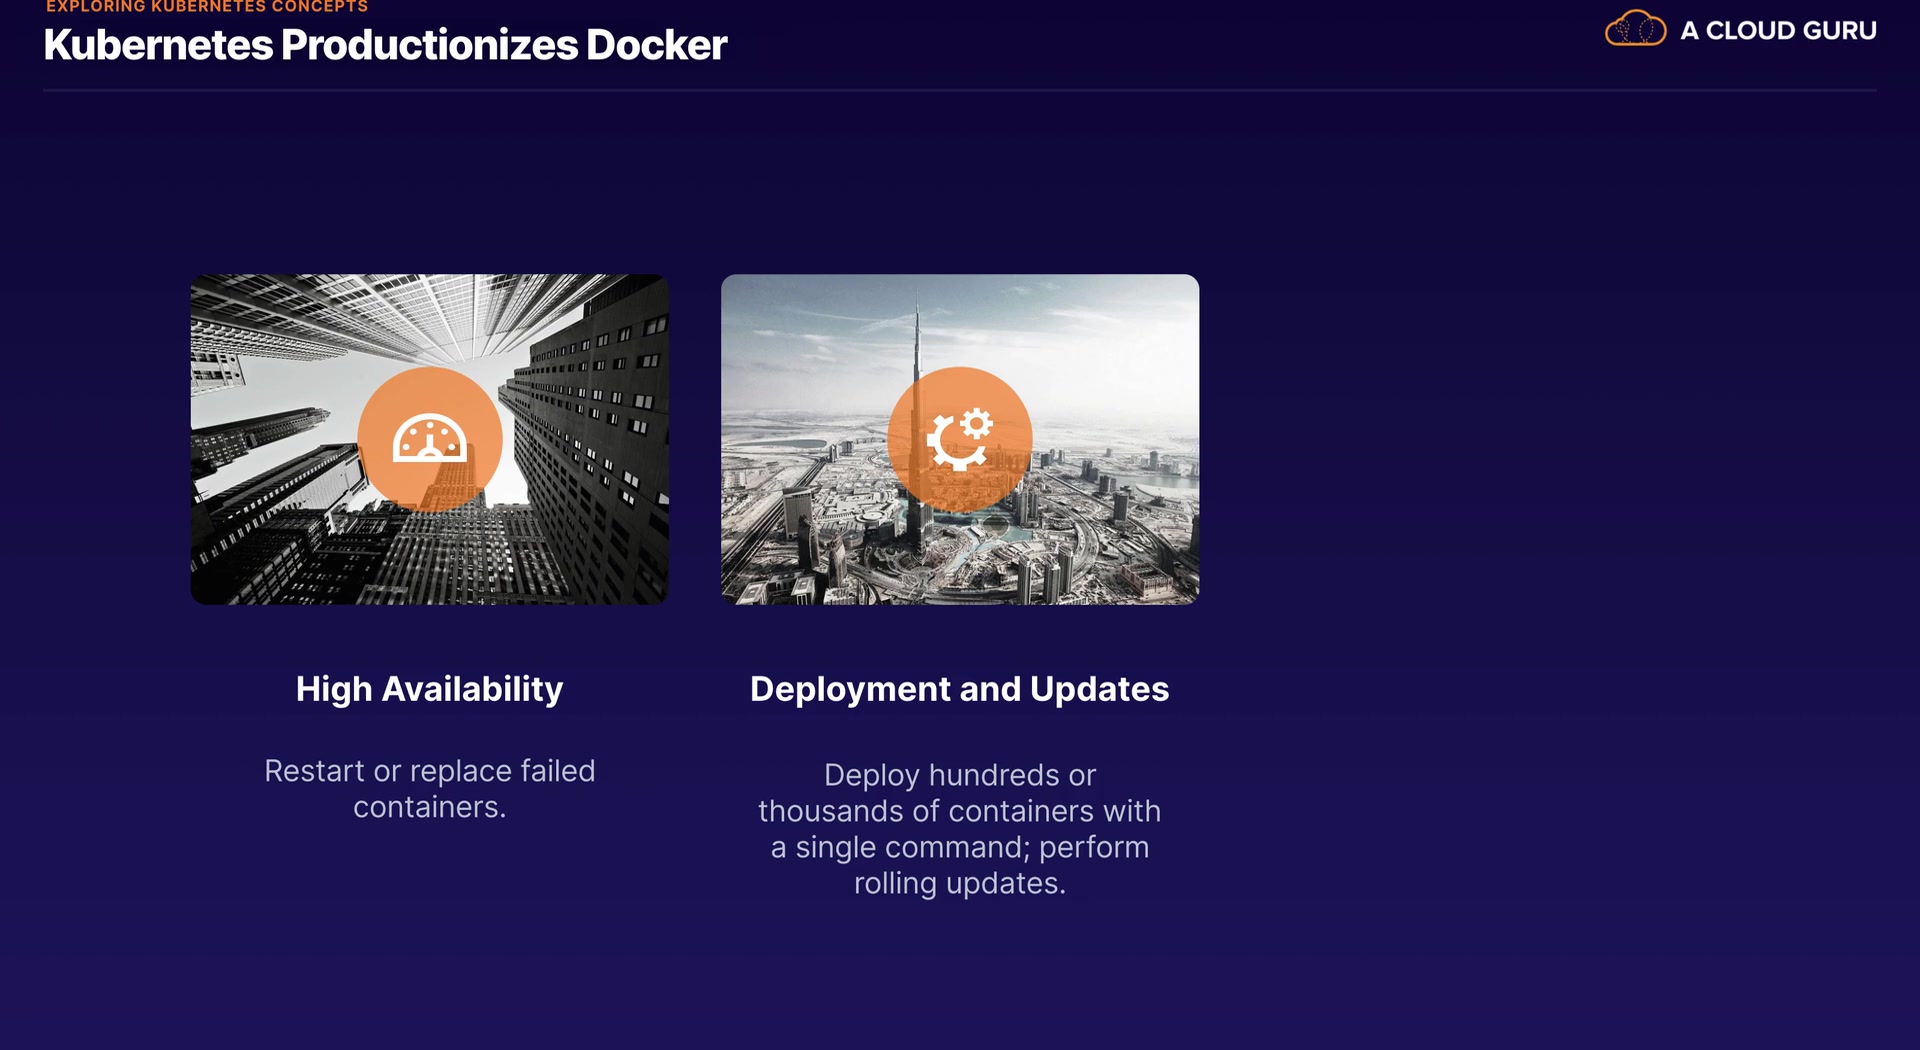 EXPLORING KUBERNETES CONCEPTS
Kubernetes Productionizes Docker
A CLOUD GURU
High Availability
Restart or replace failed
containers.
Deployment and Updates
Deploy hundreds or
thousands of containers with
a single command; perform
rolling updates.